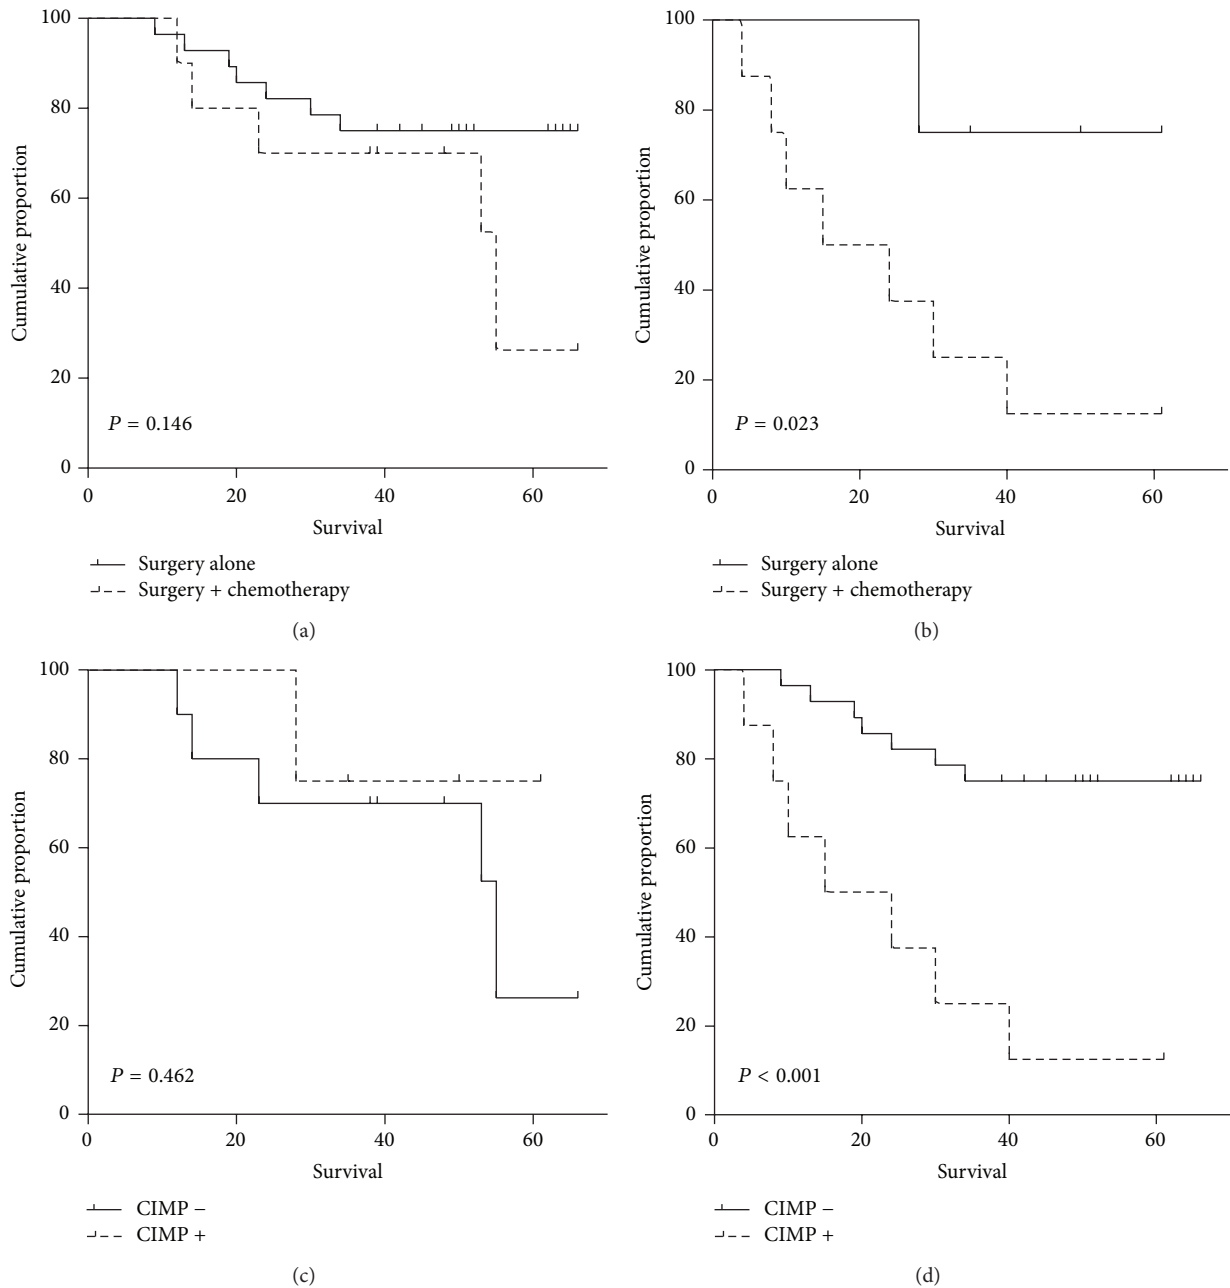 100
80
60
40
20
0
Cumulative proportion
P = 0.146
0 20 40 60
Survival
Surgery alone
Surgery + chemotherapy
(a)
100
80
60
40
20
0
Cumulative proportion
P = 0.023
0 20 40 60
Survival
Surgery alone
Surgery + chemotherapy
(b)
100
80
60
40
20
0
Cumulative proportion
P = 0.462
0 20 40 60
Survival
CIMP −
CIMP +
(c)
100
80
60
40
20
0
Cumulative proportion
P < 0.001
0 20 40 60
Survival
CIMP −
CIMP +
(d)